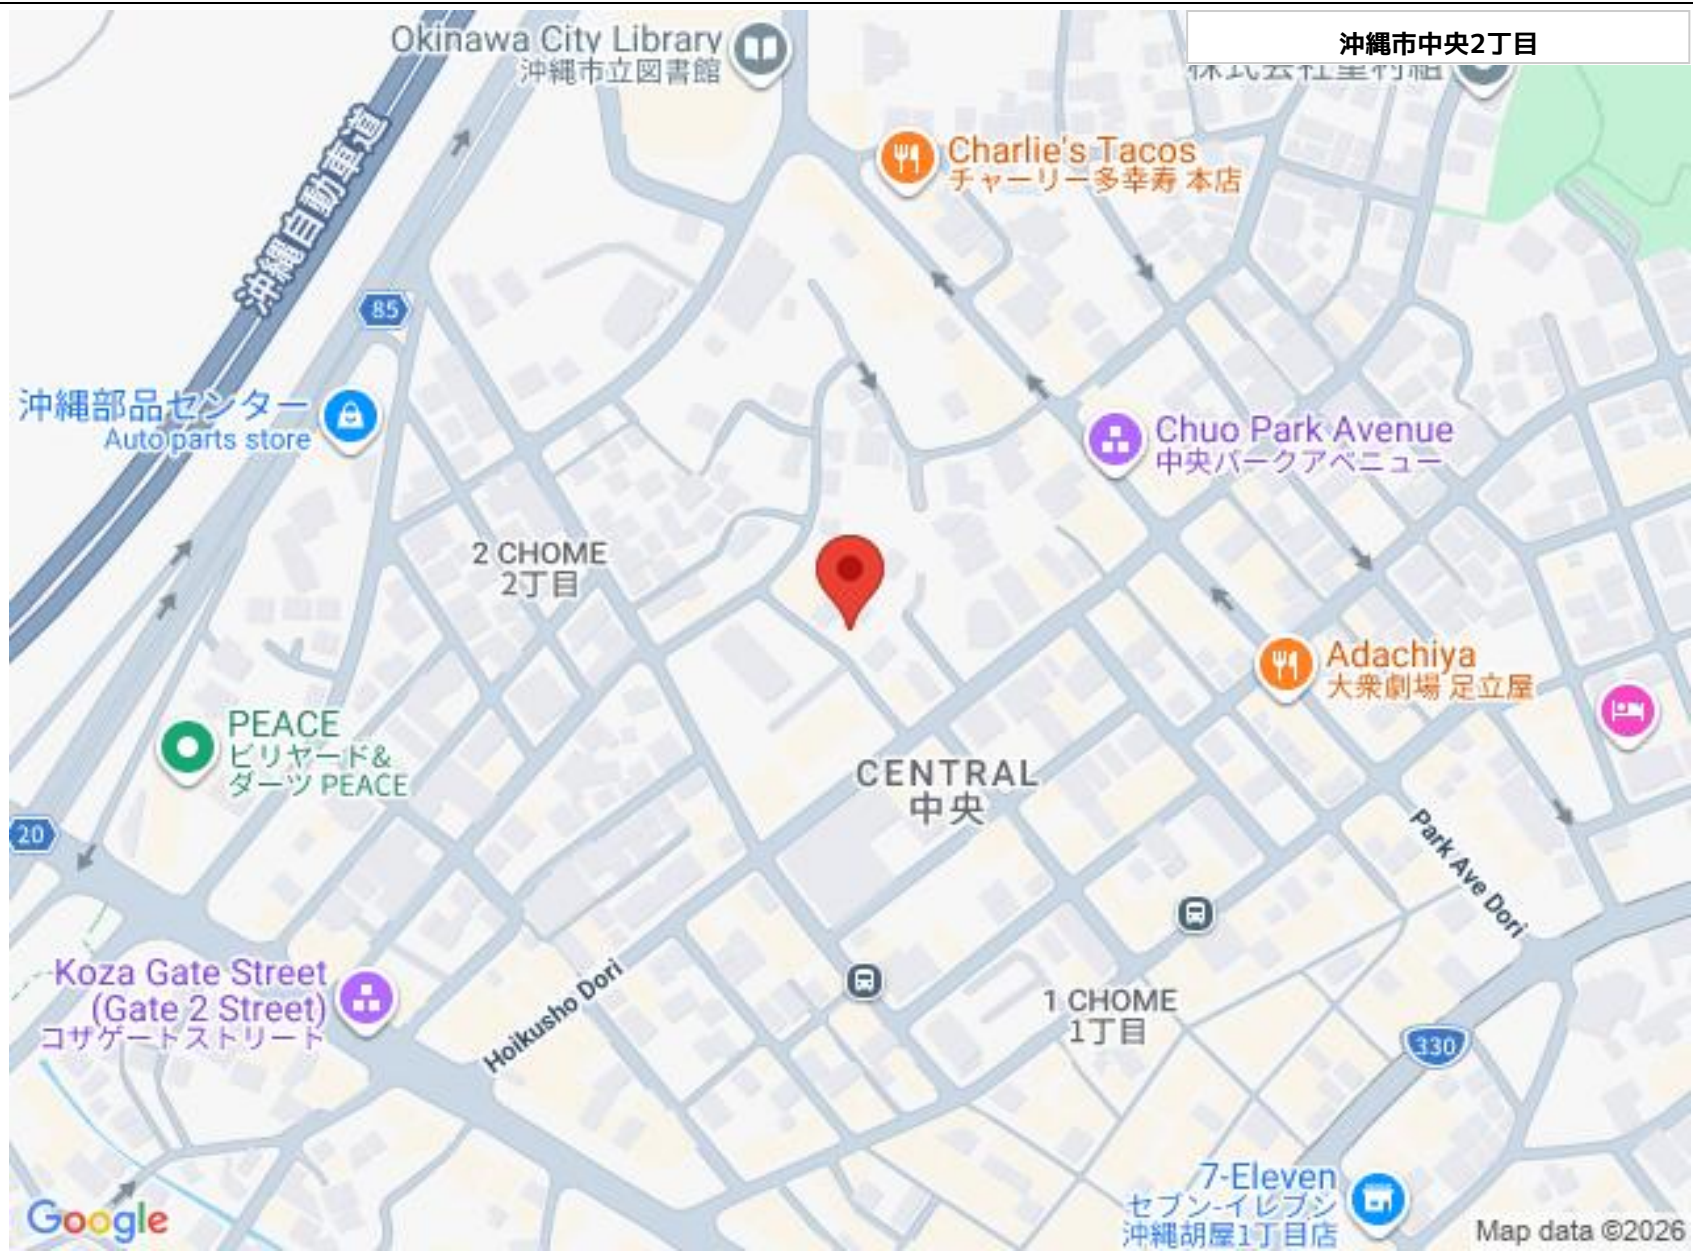 沖縄市中央2丁目
Okinawa City Library
沖縄市立図書館
Charlie's Tacos
チャーリー多幸寿 本店
沖縄自動車道
85
沖縄部品センター
Auto parts store
Chuo Park Avenue
中央パークアベニュー
2 CHOME
2丁目
Adachiya
大衆劇場 足立屋
PEACE
ビリヤード&
ダーツ PEACE
CENTRAL
中央
20
Park Ave Dori
Koza Gate Street
(Gate 2 Street)
コザゲートストリート
Hoikusho Dori
1 CHOME
1丁目
330
7-Eleven
セブン-イレブン
沖縄胡屋1丁目店
Google
Map data ©2026